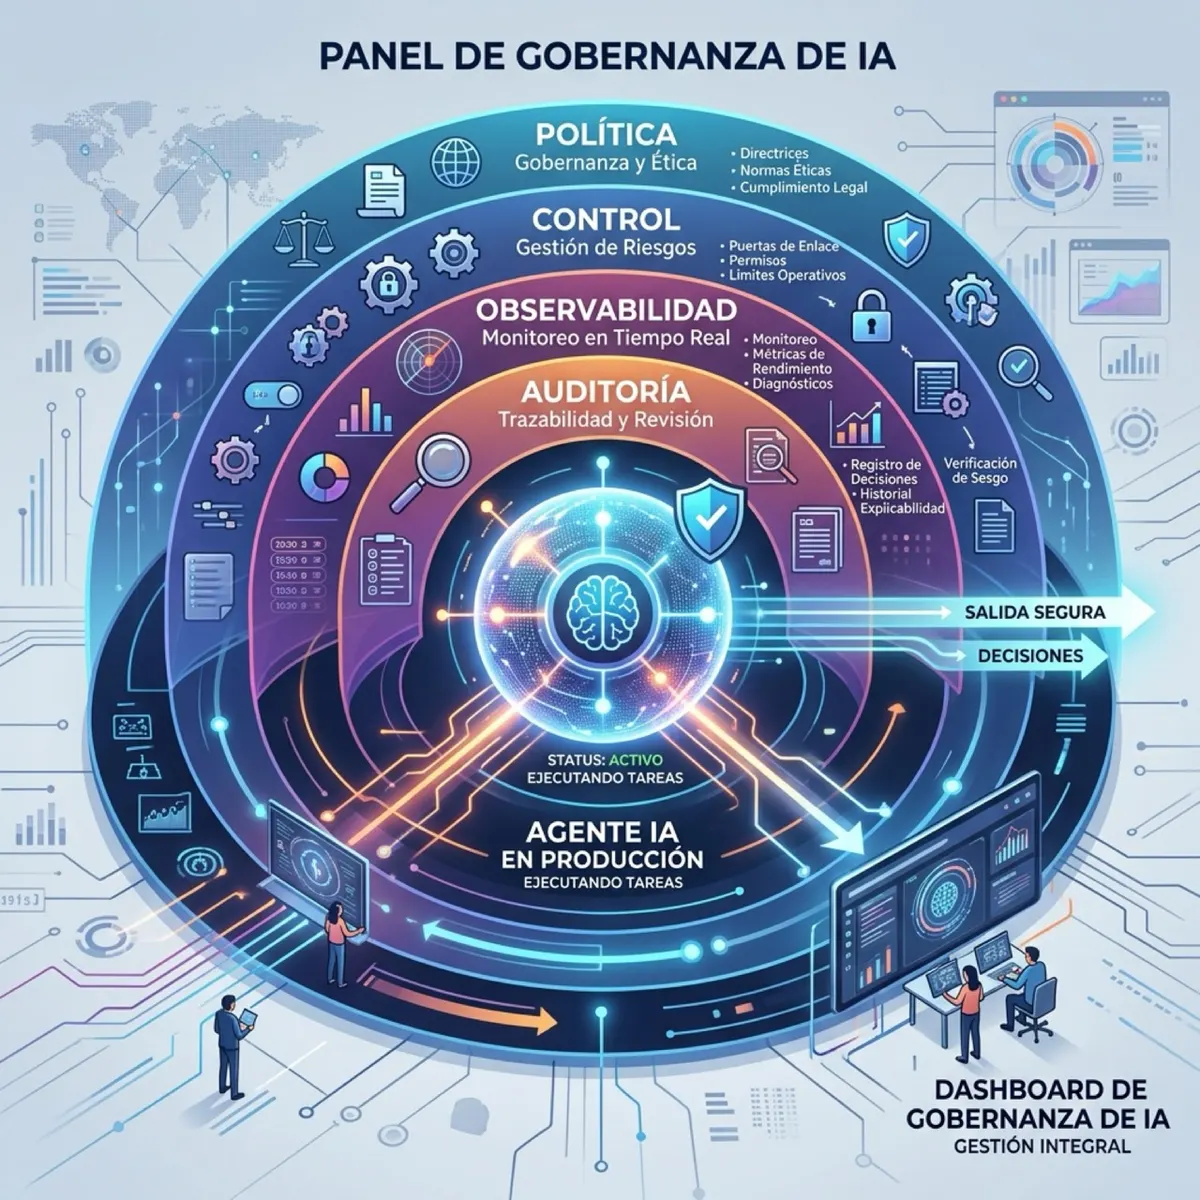 PANEL DE GOBERNANZA DE IA
POLÍTICA
Gobernanza y Ética
• Directrices
• Normas Éticas
• Cumplimiento Legal
CONTROL
Gestión de Riesgos
• Puertas de Enlace
• Permisos
• Límites Operativos
OBSERVABILIDAD
Monitoreo en Tiempo Real
• Monitoreo
• Métricas de
Rendimiento
• Diagnósticos
AUDITORÍA
Trazabilidad y Revisión
• Registro de
Decisiones
• Historial
Explicabilidad
Verificación
de Sesgo
SALIDA SEGURA
DECISIONES
STATUS: ACTIVO
EJECUTANDO TAREAS
AGENTE IA
EN PRODUCCIÓN
EJECUTANDO TAREAS
DASHBOARD DE
GOBERNANZA DE IA
GESTIÓN INTEGRAL